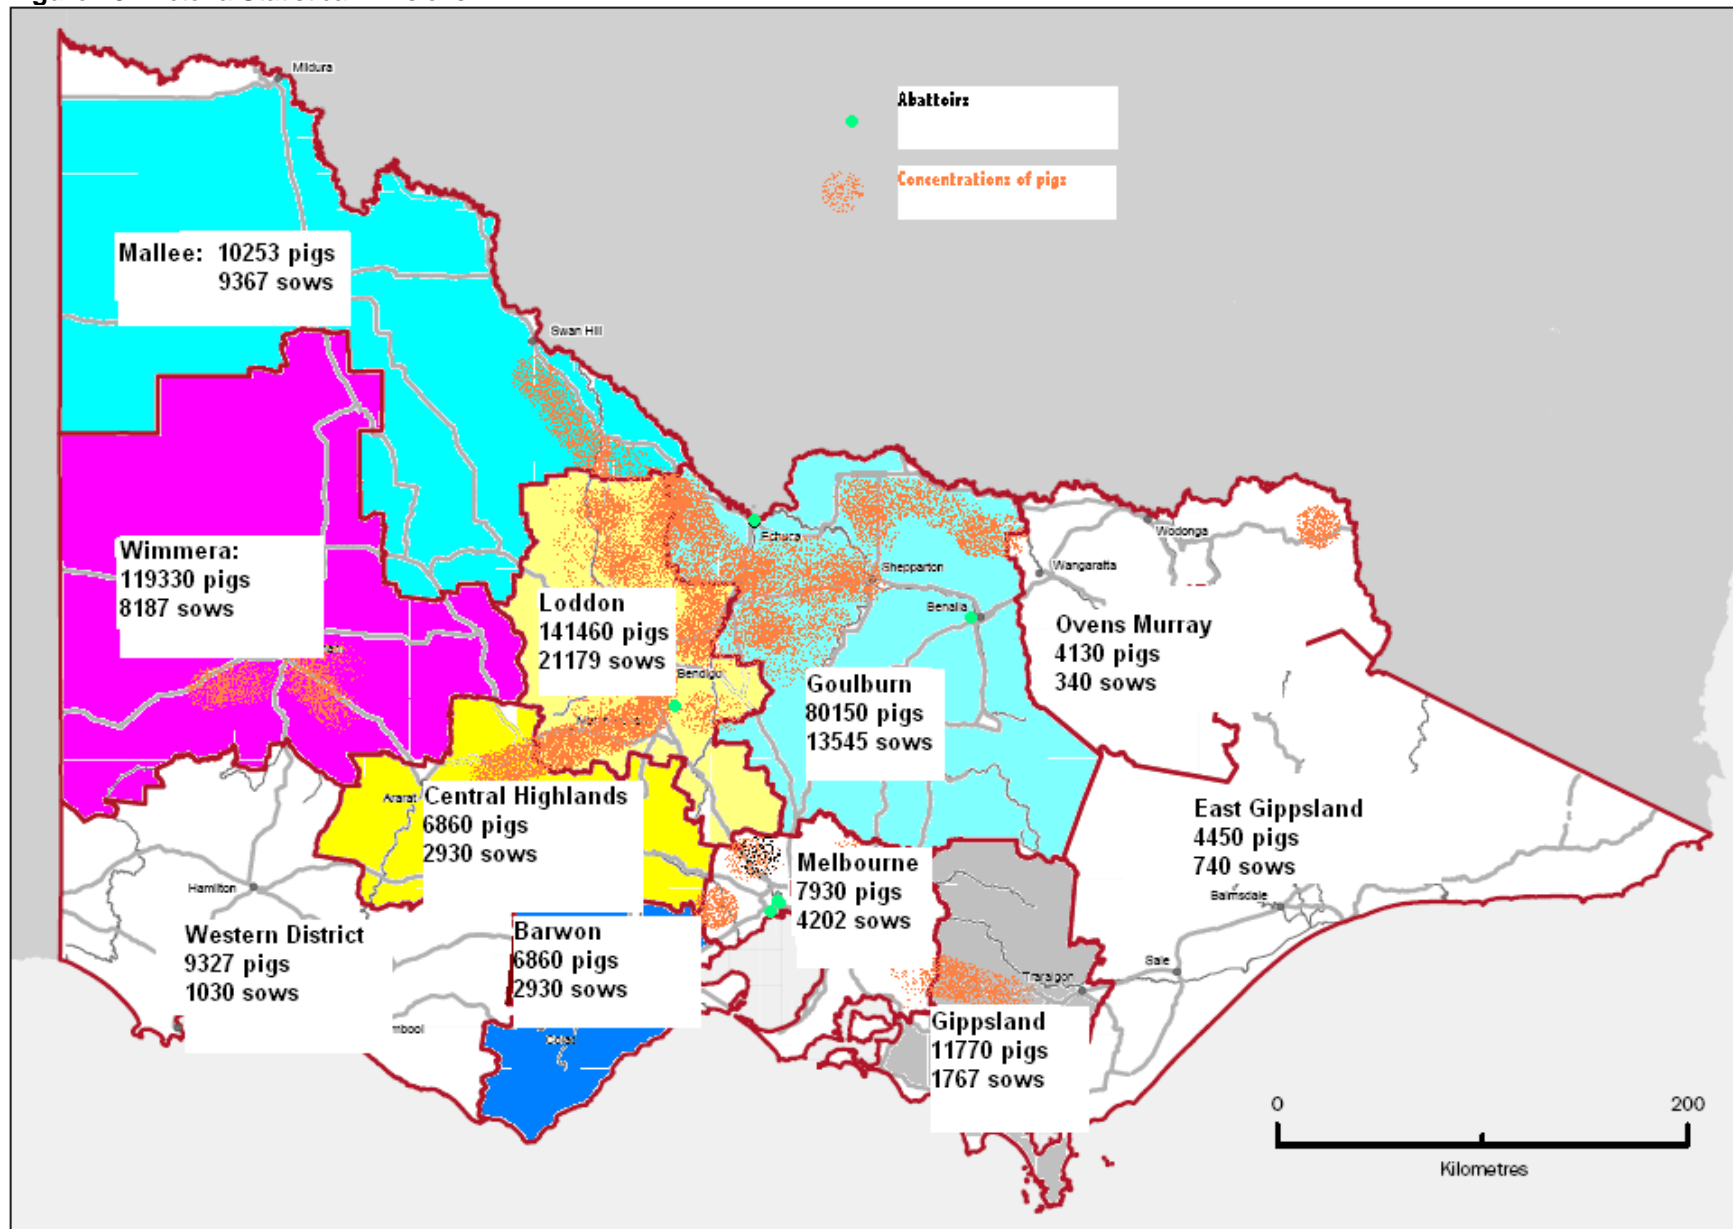 Mildura
Abattoirs
Concentrations of pigs
Mallee: 10253 pigs
9367 sows
Swan Hill
Wimmera:
119330 pigs
8187 sows
Echuca
Wodonga
Shepparton
Wangaratta
Loddon
141460 pigs
21179 sows
Benalla
Ovens Murray
4130 pigs
340 sows
Bendigo
Goulburn
80150 pigs
13545 sows
Ararat
Central Highlands
6860 pigs
2930 sows
East Gippsland
4450 pigs
740 sows
Melbourne
7930 pigs
4202 sows
Hamilton
Bairnsdale
Western District
9327 pigs
1030 sows
Barwon
6860 pigs
2930 sows
Sale
Traralgon
mbool
Colac
Gippsland
11770 pigs
1767 sows
0 200
Kilometres